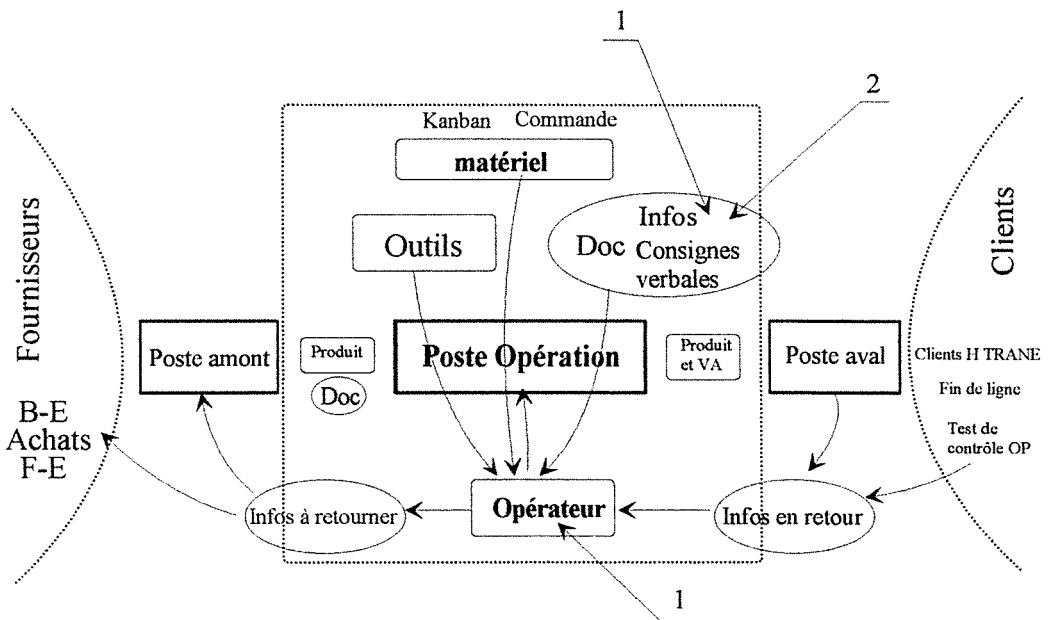 1
2
Kanban Commande
matériel
Infos
Doc Consignes
verbales
Outils
Fournisseurs
Clients
Poste amont
Produit
Doc
Poste Opération
Produit
et VA
Poste aval
Clients H TRANE
Fin de ligne
Test de
contrôle OP
B-E
Achats
F-E
Infos à retourner
Opérateur
Infos en retour
1